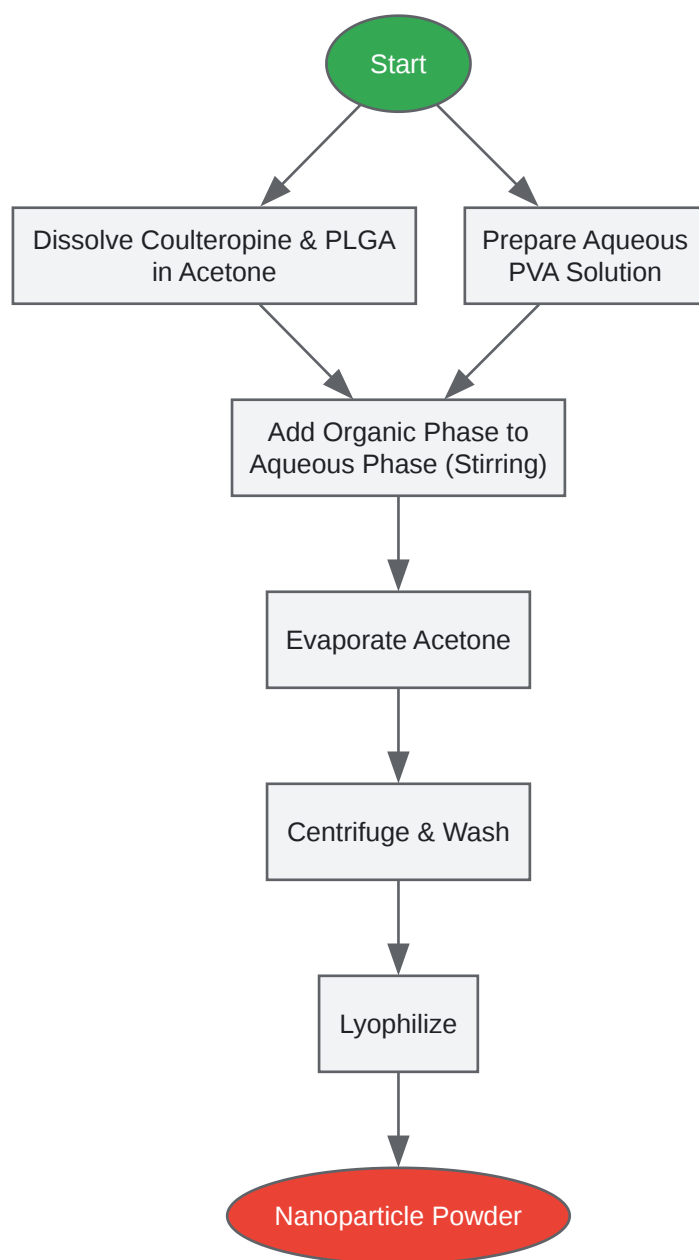 Start
Dissolve Coulteropine & PLGA
in Acetone
Prepare Aqueous
PVA Solution
Add Organic Phase to
Aqueous Phase (Stirring)
Evaporate Acetone
Centrifuge & Wash
Lyophilize
Nanoparticle Powder